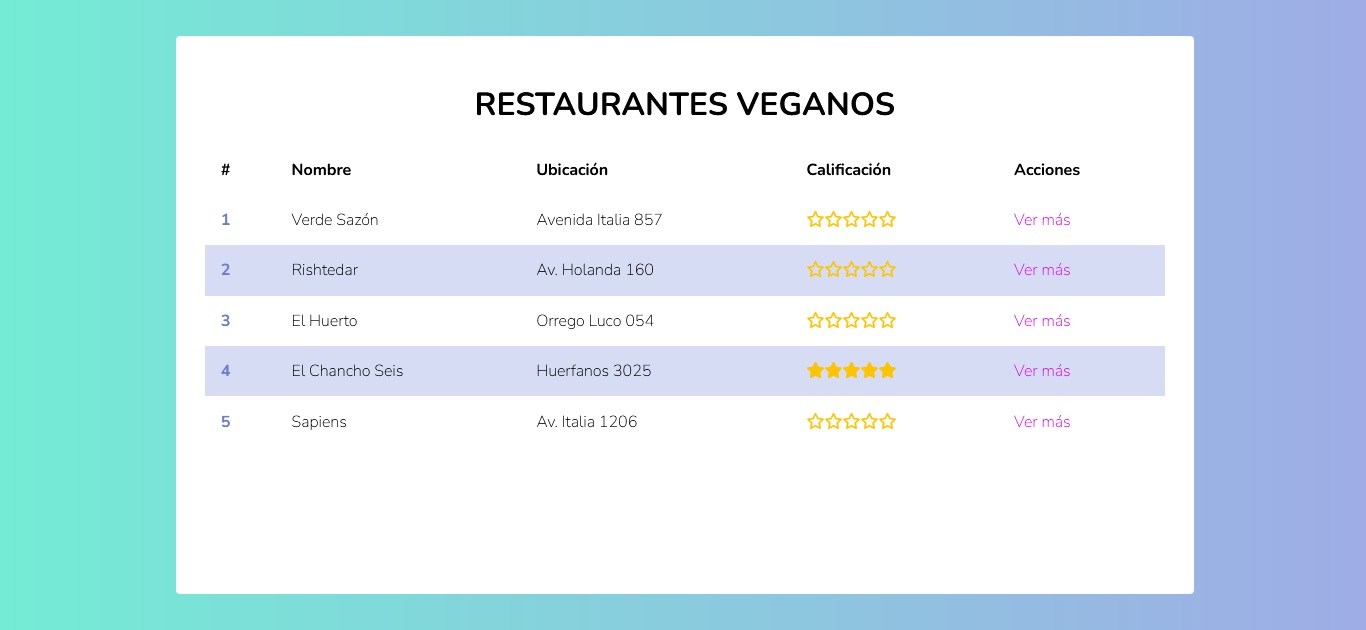 RESTAURANTES VEGANOS
# Nombre Ubicación Calificación Acciones
1 Verde Sazón Avenida Italia 857 Ver más
2 Rishtedar Av. Holanda 160 Ver más
3 El Huerto Orrego Luco 054 Ver más
4 El Chancho Seis Huerfanos 3025 Ver más
5 Sapiens Av. Italia 1206 Ver más